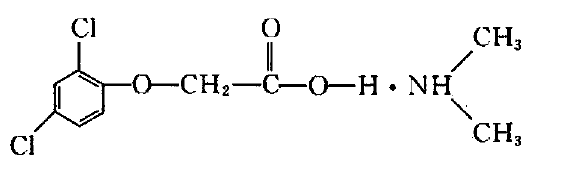 Cl
O
CH₃
O—CH₂—C—O—H · NH
CH₃
Cl